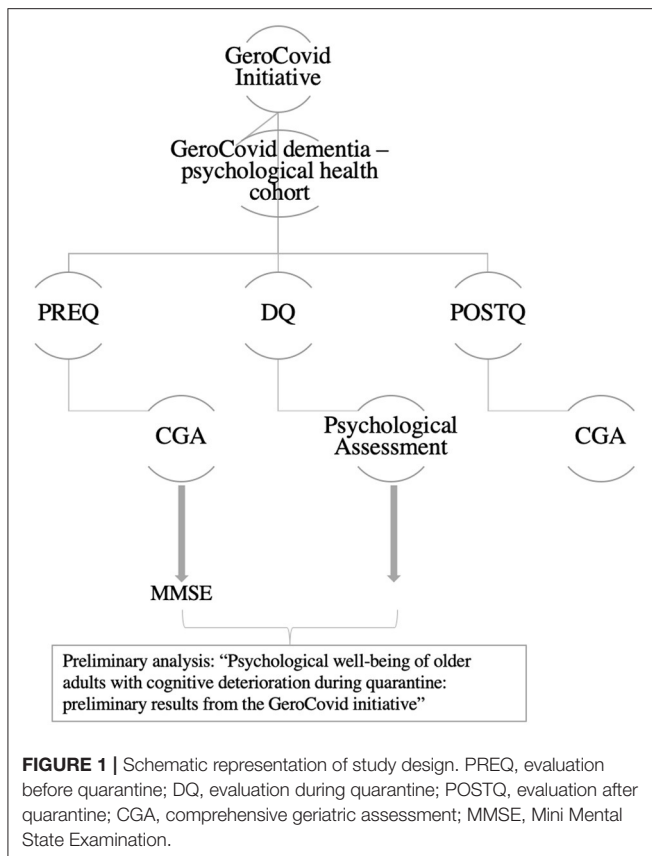 GeroCovid
Initiative
GeroCovid dementia –
psychological health
cohort
PREQ
DQ
POSTQ
CGA
Psychological
Assessment
CGA
MMSE
Preliminary analysis: “Psychological well-being of older
adults with cognitive deterioration during quarantine:
preliminary results from the GeroCovid initiative”
FIGURE 1 | Schematic representation of study design. PREQ, evaluation
before quarantine; DQ, evaluation during quarantine; POSTQ, evaluation after
quarantine; CGA, comprehensive geriatric assessment; MMSE, Mini Mental
State Examination.